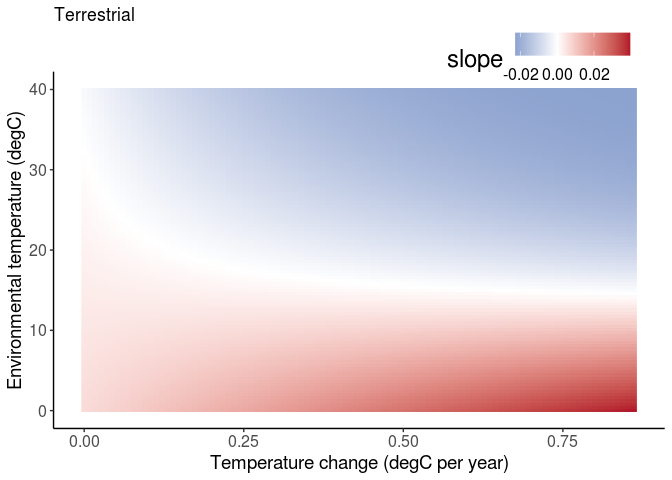 Terrestrial
slope
-0.02 0.00 0.02
Environmental temperature (degC)
40
30
20
10
0
0.00 0.25 0.50 0.75
Temperature change (degC per year)